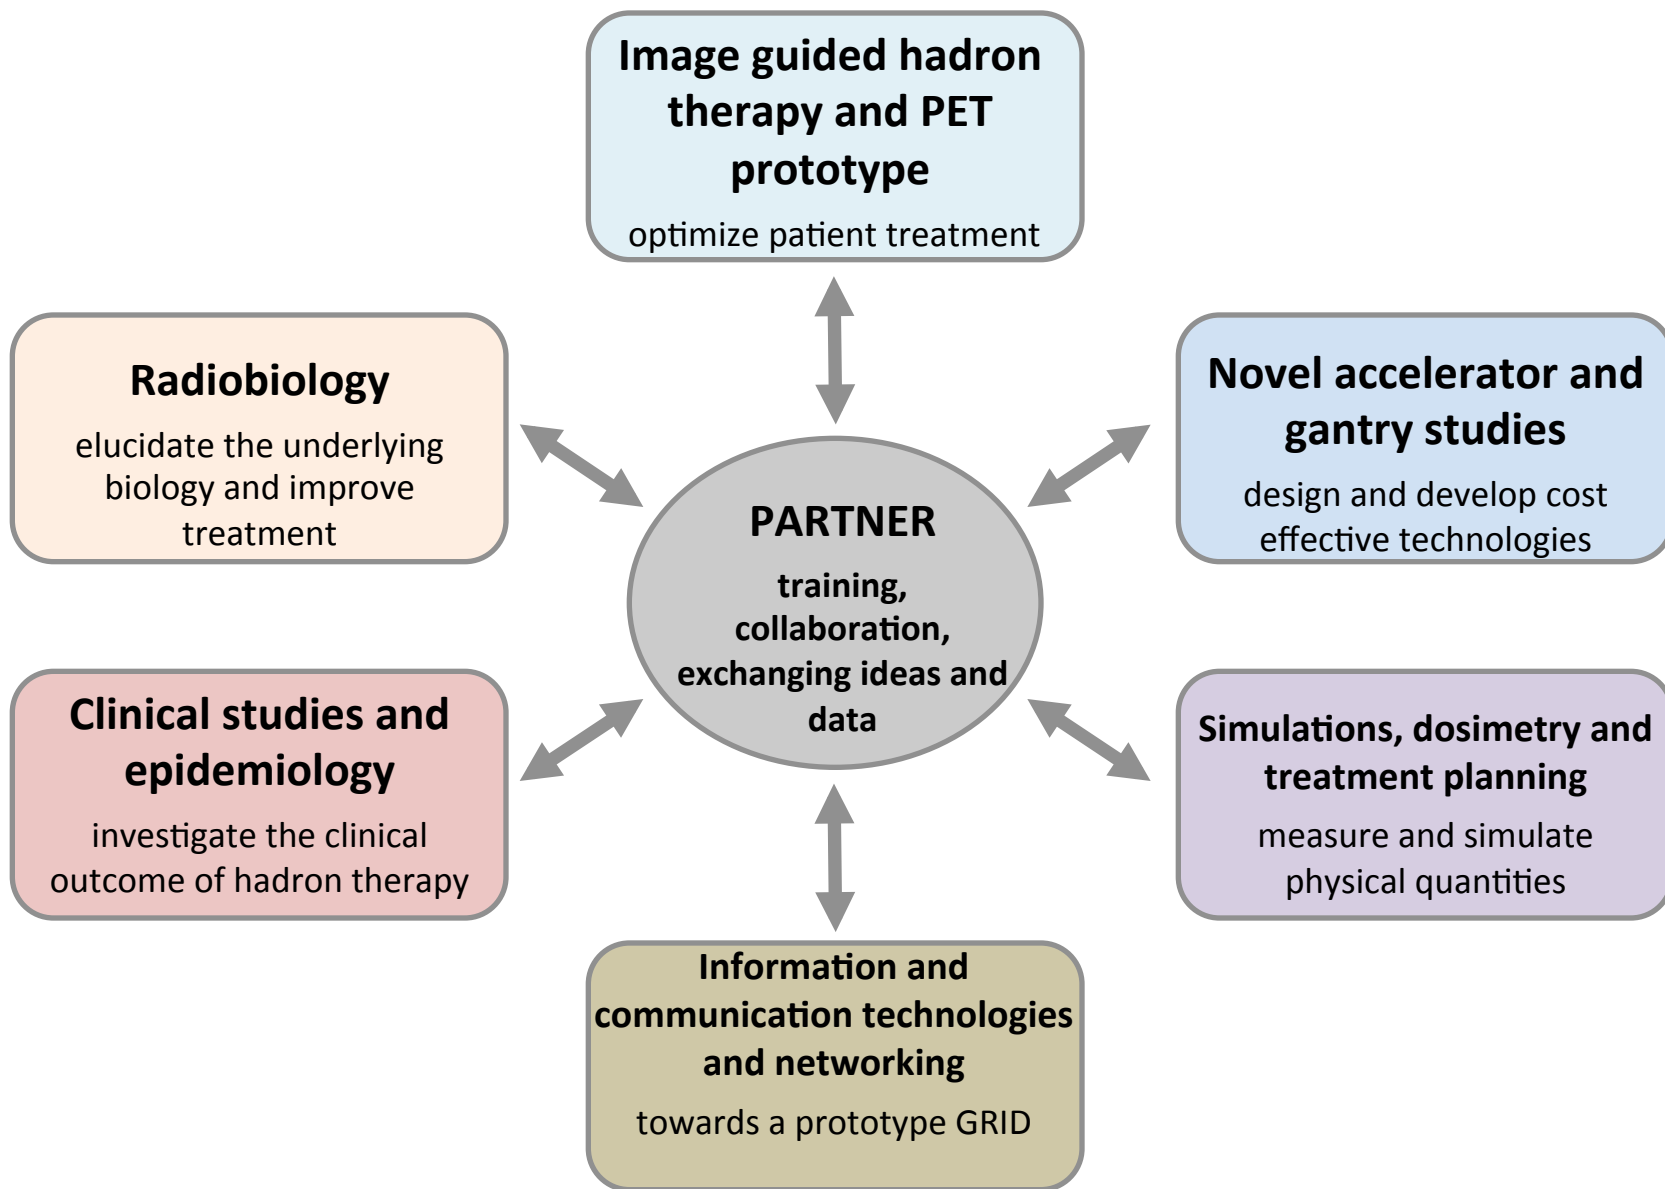 Image guided hadron
therapy and PET
prototype
optimize patient treatment
Radiobiology
elucidate the underlying
biology and improve
treatment
Novel accelerator and
gantry studies
design and develop cost
effective technologies
PARTNER
training,
collaboration,
exchanging ideas and
data
Clinical studies and
epidemiology
investigate the clinical
outcome of hadron therapy
Simulations, dosimetry and
treatment planning
measure and simulate
physical quantities
Information and
communication technologies
and networking
towards a prototype GRID